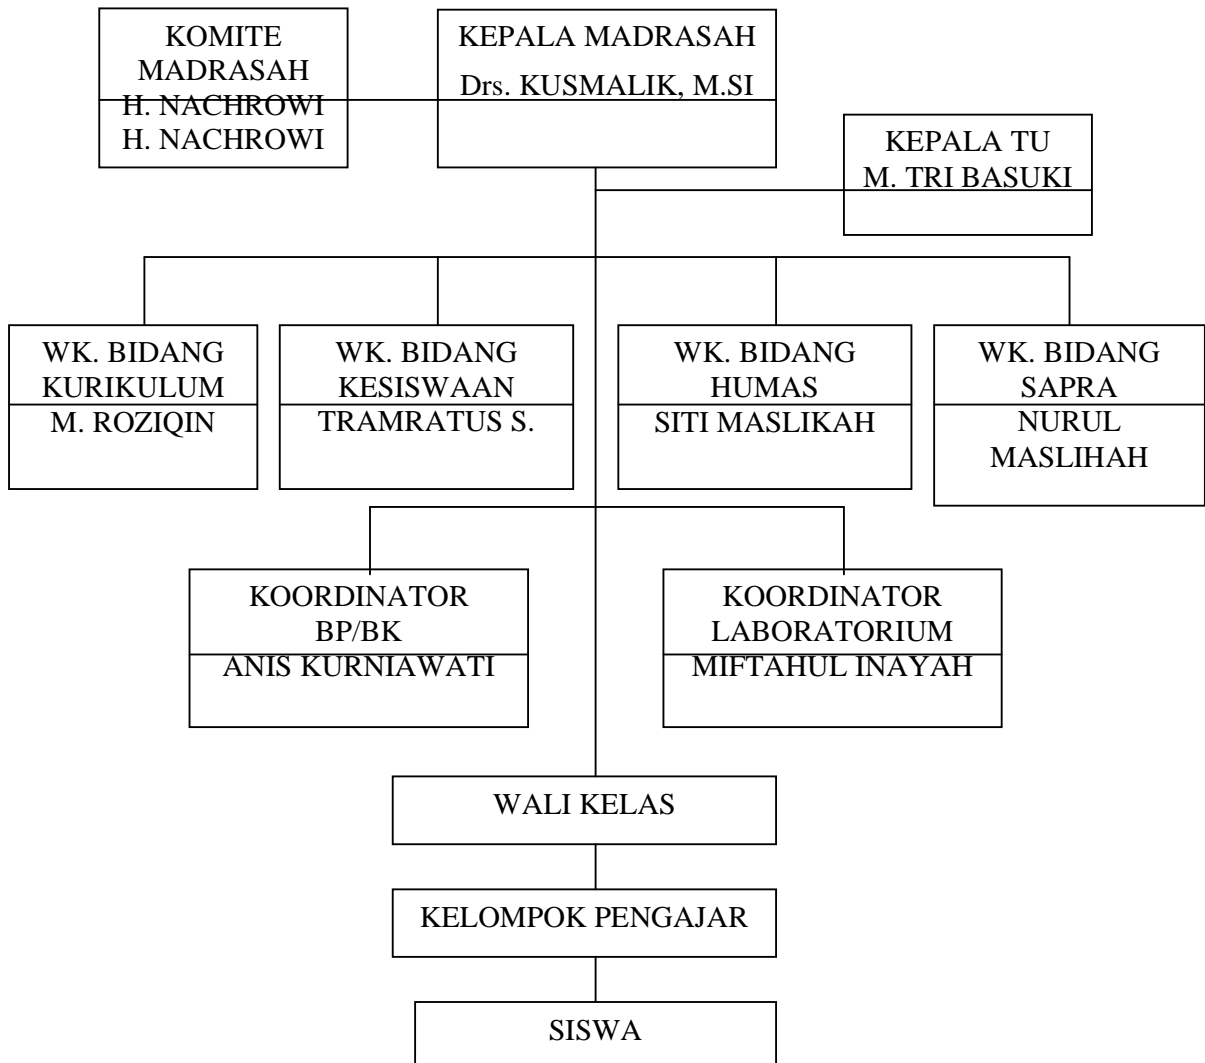 KOMITE
MADRASAH
H. NACHROWI
H. NACHROWI
KEPALA MADRASAH
Drs. KUSMALIK, M.SI
KEPALA TU
M. TRI BASUKI
WK. BIDANG
KURIKULUM
M. ROZIQIN
WK. BIDANG
KESISWAAN
TRAMRATUS S.
WK. BIDANG
HUMAS
SITI MASLIKAH
WK. BIDANG
SAPRA
NURUL
MASLIHAH
KOORDINATOR
BP/BK
ANIS KURNIAWATI
KOORDINATOR
LABORATORIUM
MIFTAHUL INAYAH
WALI KELAS
KELOMPOK PENGAJAR
SISWA